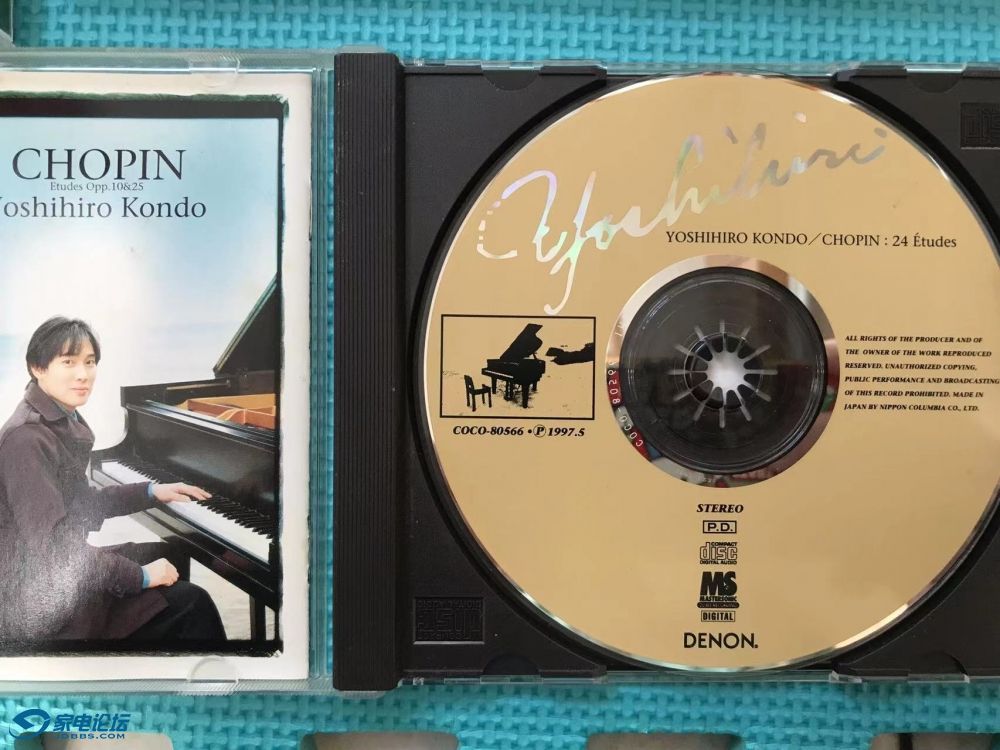 CHOPIN
Etudes Opp.10&25
Yoshihiro Kondo
Yoshihiro
YOSHIHIRO KONDO／CHOPIN : 24 Études
COCO-80566 • Ⓟ 1997.5
ALL RIGHTS OF THE PRODUCER AND OF
THE OWNER OF THE WORK REPRODUCED
RESERVED. UNAUTHORIZED COPYING,
PUBLIC PERFORMANCE AND BROADCASTING
OF THIS RECORD PROHIBITED. MADE IN
JAPAN BY NIPPON COLUMBIA CO., LTD.
STEREO
P.D.
COMPACT
disc
DIGITAL AUDIO
MS
MASTERSONIC
DIGITAL
DENON.
家电论坛
JDBBS.COM